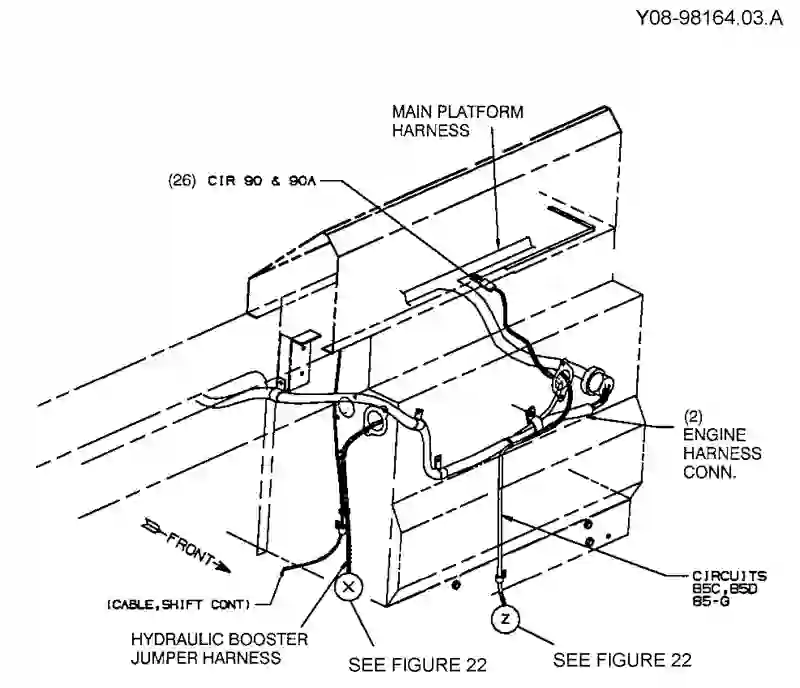 Y08-98164.03.A
MAIN PLATFORM
HARNESS
(26) CIR 90 & 90A
(2)
ENGINE
HARNESS
CONN.
FRONT
CIRCUITS
85C, 85D
85-G
(CABLE, SHIFT CONT)
X
Z
HYDRAULIC BOOSTER
JUMPER HARNESS
SEE FIGURE 22
SEE FIGURE 22